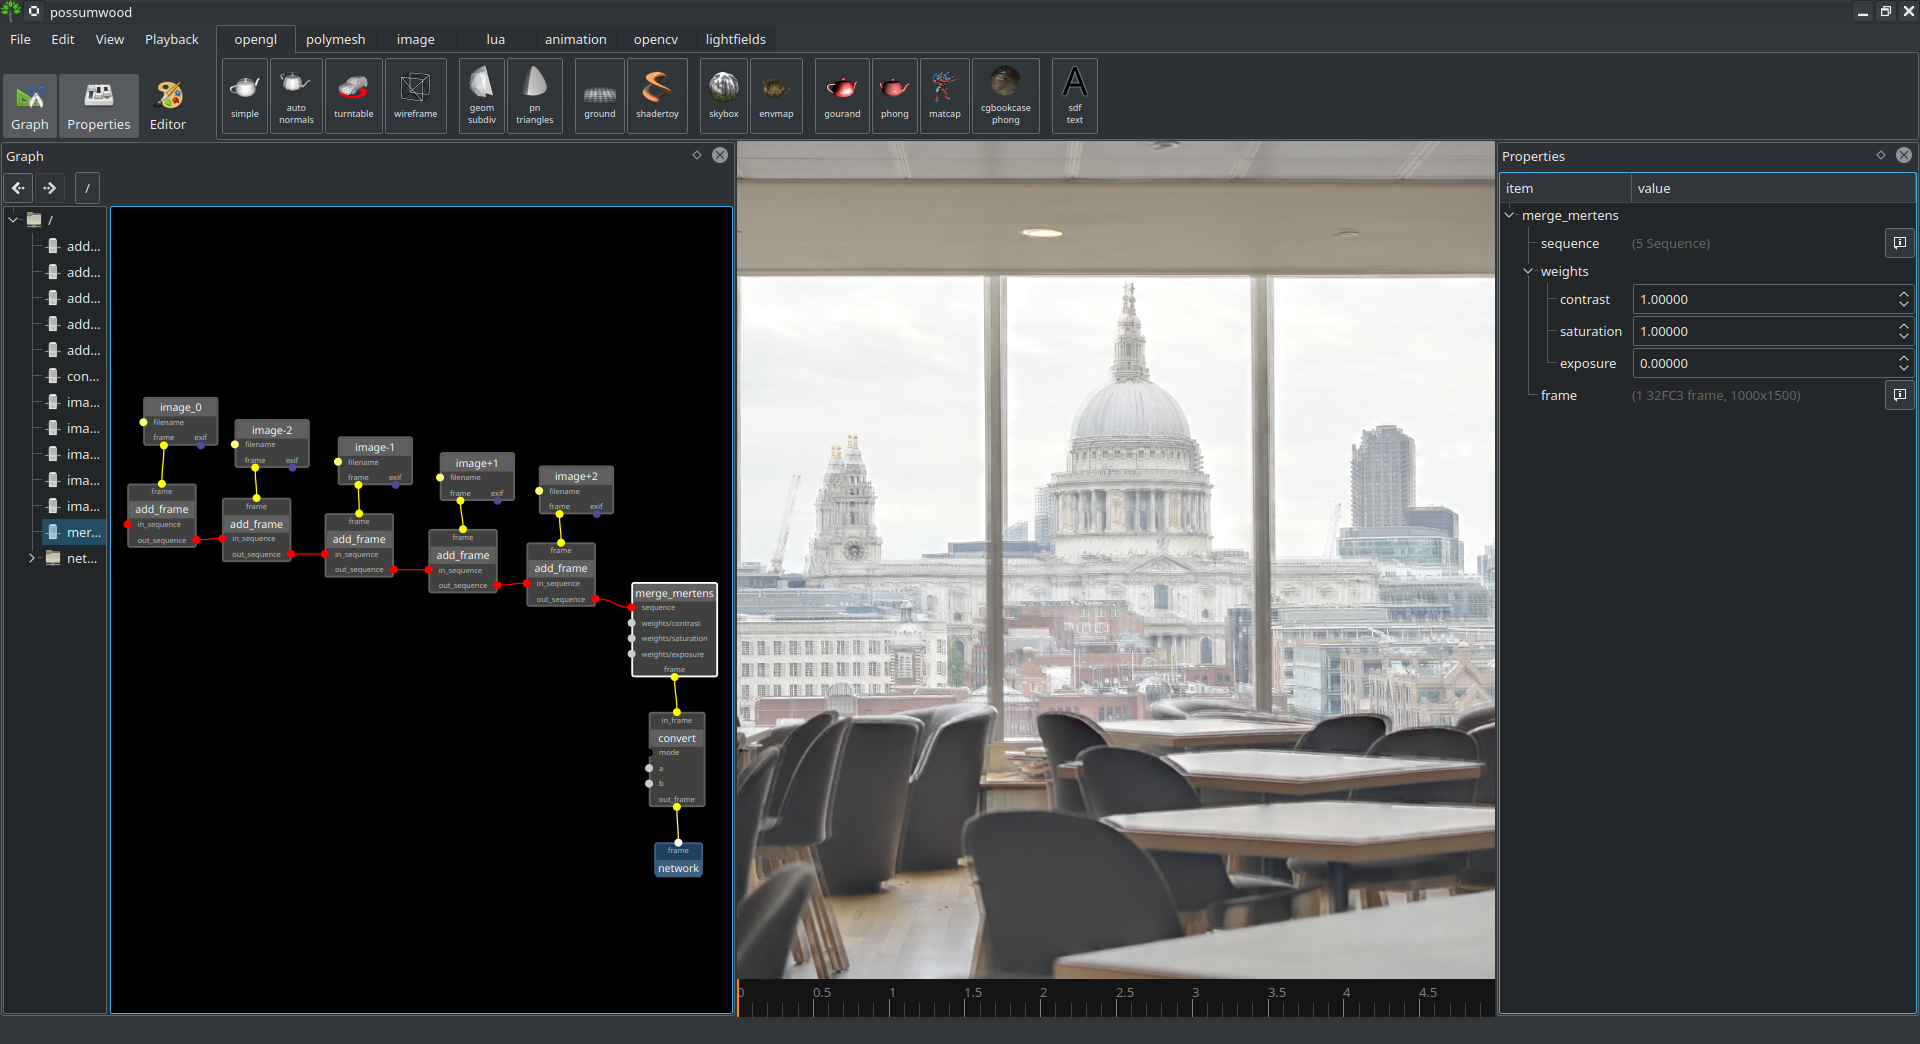 possumwood
File Edit View Playback
opengl polymesh image lua animation opencv lightfields
Graph Properties Editor
simple
auto
normals
turntable
wireframe
geom
subdiv
pn
triangles
ground
shadertoy
skybox
envmap
gourand
phong
matcap
cgbookcase
phong
A
sdf
text
Graph
/
/
add...
add...
add...
add...
add...
con...
ima...
ima...
ima...
ima...
ima...
mer...
net...
image_0
filename
frame exif
image-2
filename
frame exif
image-1
filename
frame exif
image+1
filename
frame exif
image+2
filename
frame exif
frame
add_frame
in_sequence
out_sequence
frame
add_frame
in_sequence
out_sequence
frame
add_frame
in_sequence
out_sequence
frame
add_frame
in_sequence
out_sequence
frame
add_frame
in_sequence
out_sequence
merge_mertens
sequence
weights/contrast
weights/saturation
weights/exposure
frame
in_frame
convert
mode
a
b
out_frame
frame
network
0 0.5 1 1.5 2 2.5 3 3.5 4 4.5
Properties
item value
merge_mertens
sequence (5 Sequence)
weights
contrast 1.00000
saturation 1.00000
exposure 0.00000
frame (1 32FC3 frame, 1000x1500)